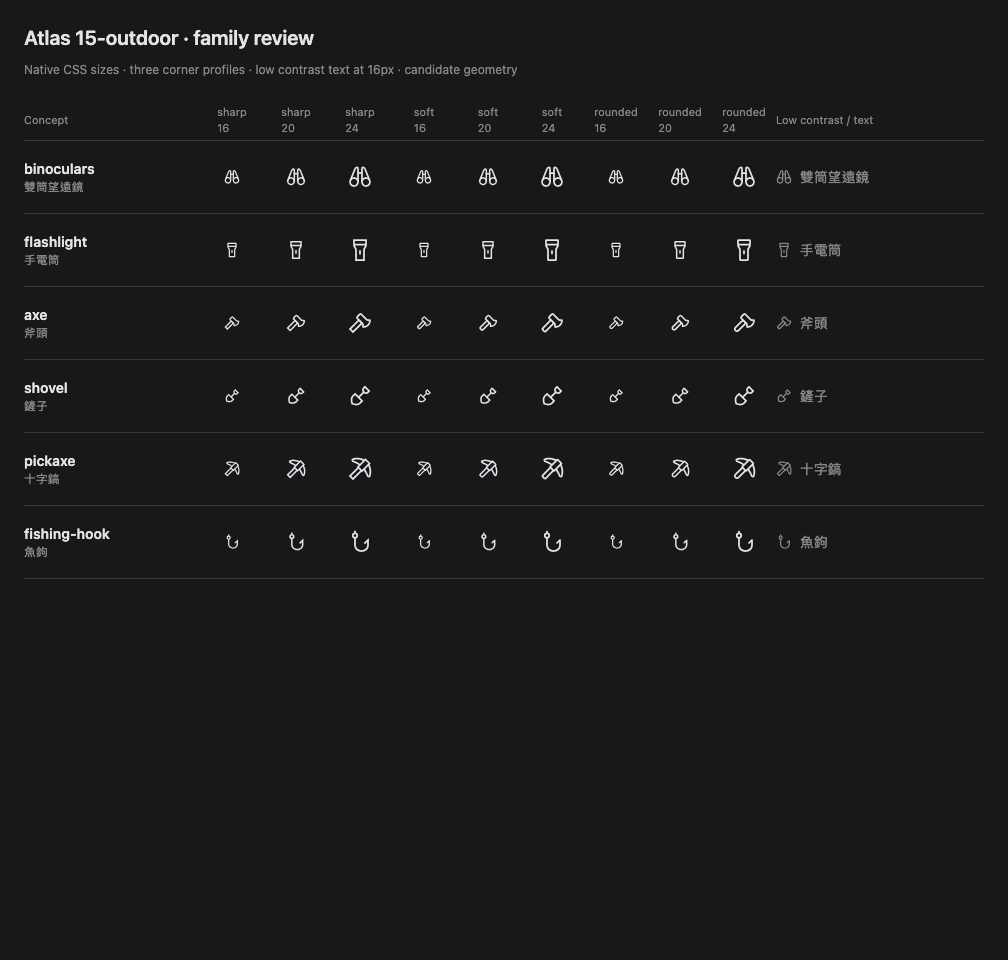 Atlas 15-outdoor · family review
Native CSS sizes · three corner profiles · low contrast text at 16px · candidate geometry
Concept sharp 16 sharp 20 sharp 24 soft 16 soft 20 soft 24 rounded 16 rounded 20 rounded 24 Low contrast / text
binoculars
雙筒望遠鏡 雙筒望遠鏡
flashlight
手電筒 手電筒
axe
斧頭 斧頭
shovel
鏟子 鏟子
pickaxe
十字鎬 十字鎬
fishing-hook
魚鉤 魚鉤